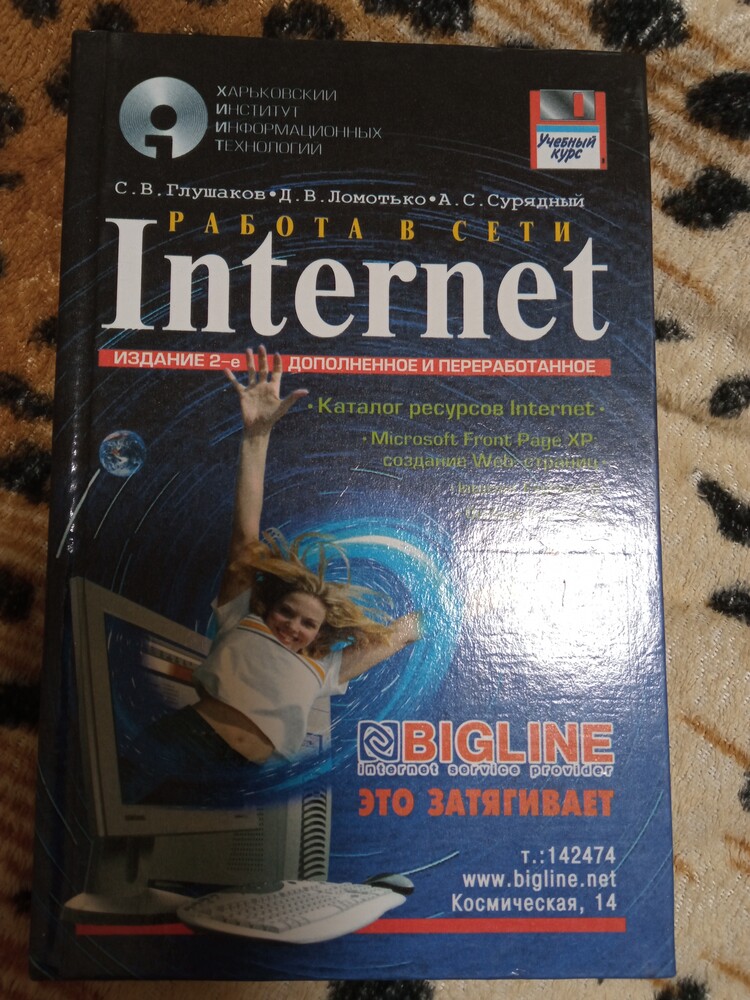 ХАРЬКОВСКИЙ
ИНСТИТУТ
ИНФОРМАЦИОННЫХ
ТЕХНОЛОГИЙ
Учебный
курс
С.В.Глушаков•Д.В.Ломотько•А.С.Сурядный
РАБОТА В СЕТИ
Internet
ИЗДАНИЕ 2-е ДОПОЛНЕННОЕ И ПЕРЕРАБОТАННОЕ
• Каталог ресурсов Internet •
• Microsoft Front Page XP:
создание Web-страниц
BIGLINE
internet service provider
ЭТО ЗАТЯГИВАЕТ
т.:142474
www.bigline.net
Космическая, 14